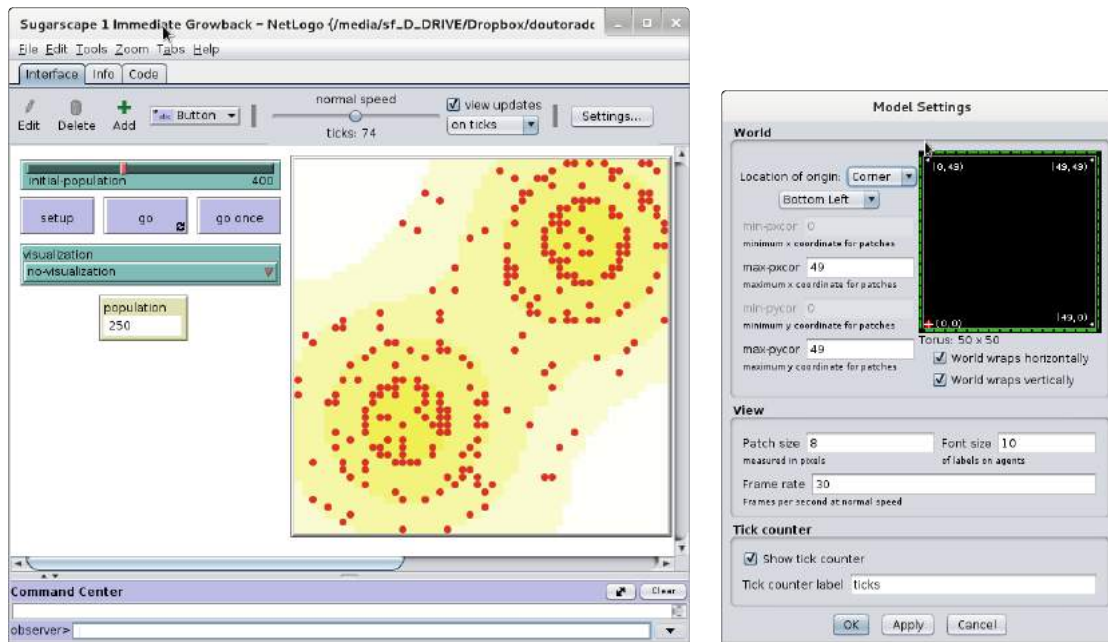 Sugarscape 1 Immediate Growback – NetLogo {/media/sf_D_DRIVE/Dropbox/doutorado
File Edit Tools Zoom Tabs Help
Interface Info Code
Edit Delete Add
abc Button
normal speed
ticks: 74
view updates
on ticks
Settings...
initial-population 400
setup go go once
visualization
no-visualization
population
250
Command Center
Clear
observer>
Model Settings
World
Location of origin: Corner
Bottom Left
min-pxcor 0
minimum x coordinate for patches
max-pxcor 49
maximum x coordinate for patches
min-pycor 0
minimum y coordinate for patches
max-pycor 49
maximum y coordinate for patches
(0,49) (49,49)
(0,0) (49,0)
Torus: 50 x 50
World wraps horizontally
World wraps vertically
View
Patch size 8 Font size 10
measured in pixels of labels on agents
Frame rate 30
Frames per second at normal speed
Tick counter
Show tick counter
Tick counter label ticks
OK Apply Cancel